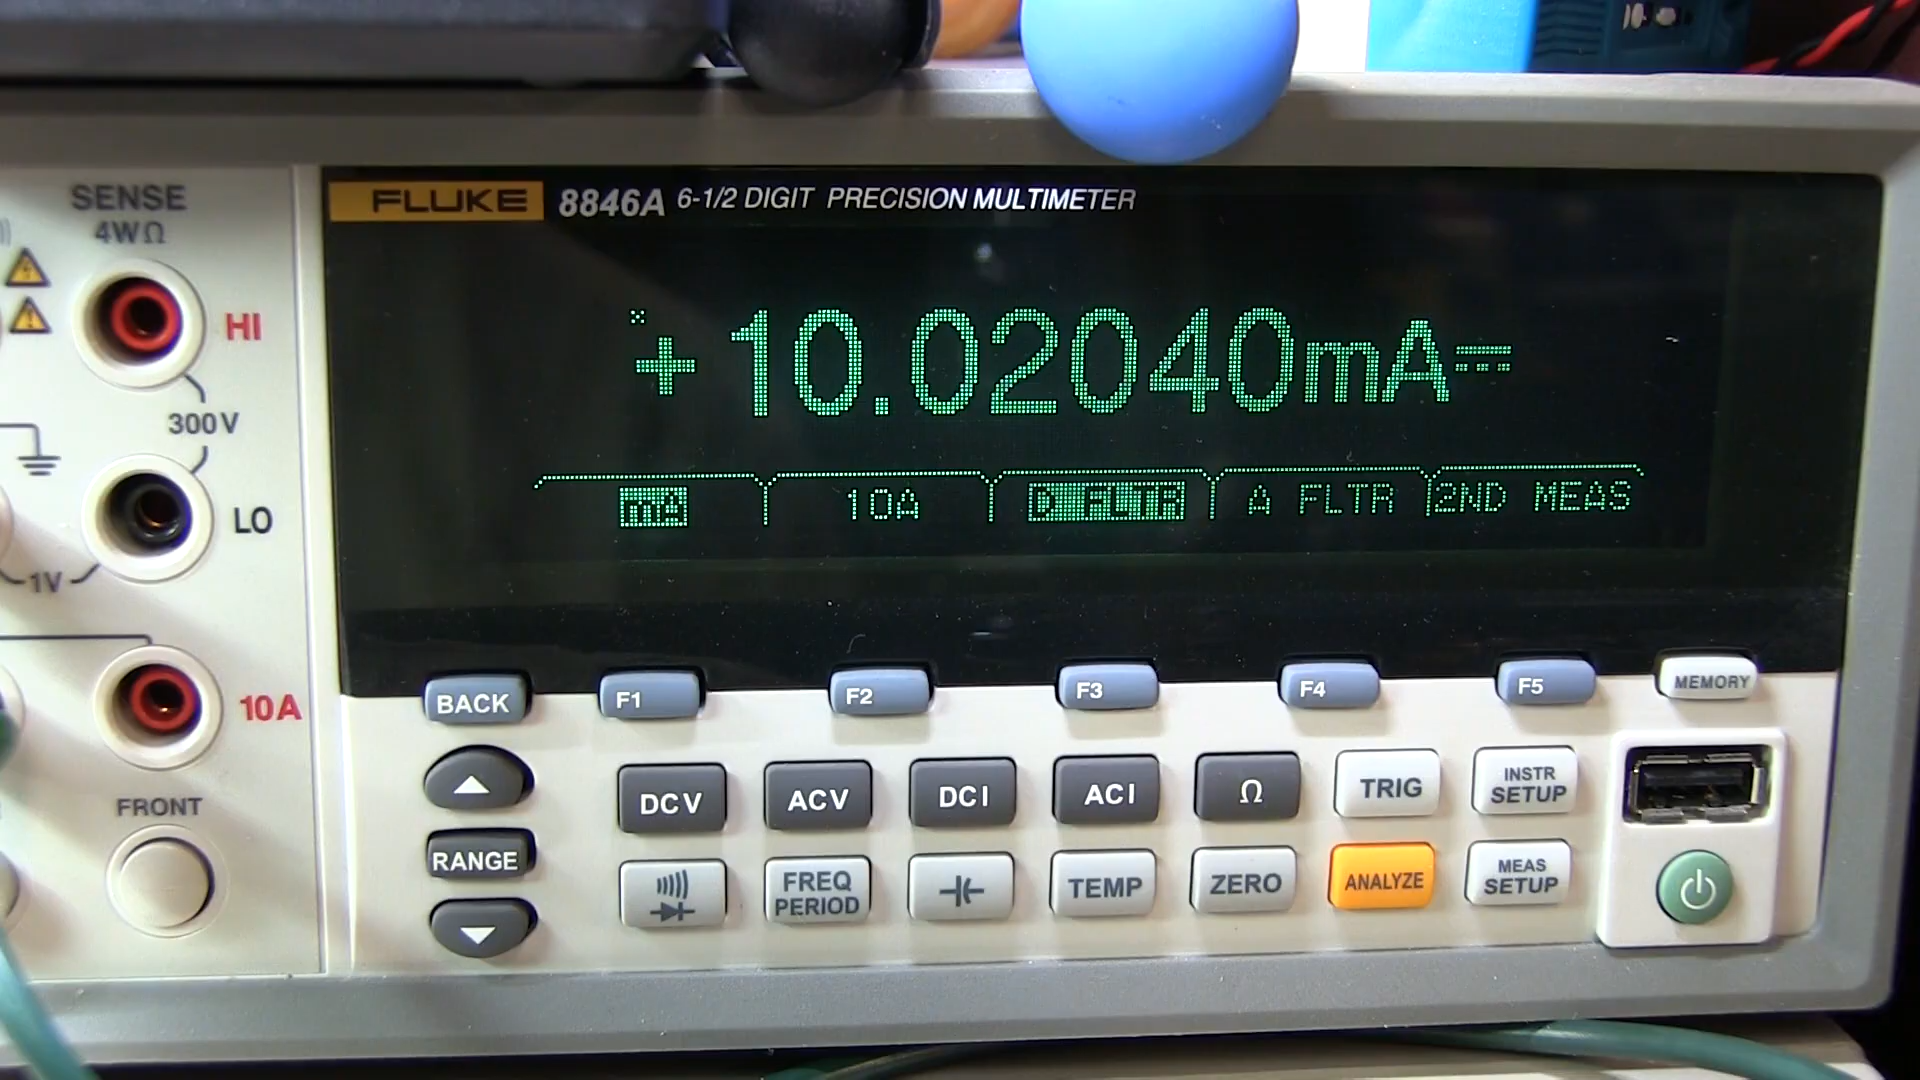 SENSE
4WΩ
HI
300V
LO
1V
10A
FRONT
FLUKE 8846A 6-1/2 DIGIT PRECISION MULTIMETER
+10.02040mA
mA 10A D FLTR A FLTR 2ND MEAS
BACK F1 F2 F3 F4 F5 MEMORY
RANGE
DCV ACV DCI ACI Ω TRIG INSTR SETUP
FREQ PERIOD TEMP ZERO ANALYZE MEAS SETUP